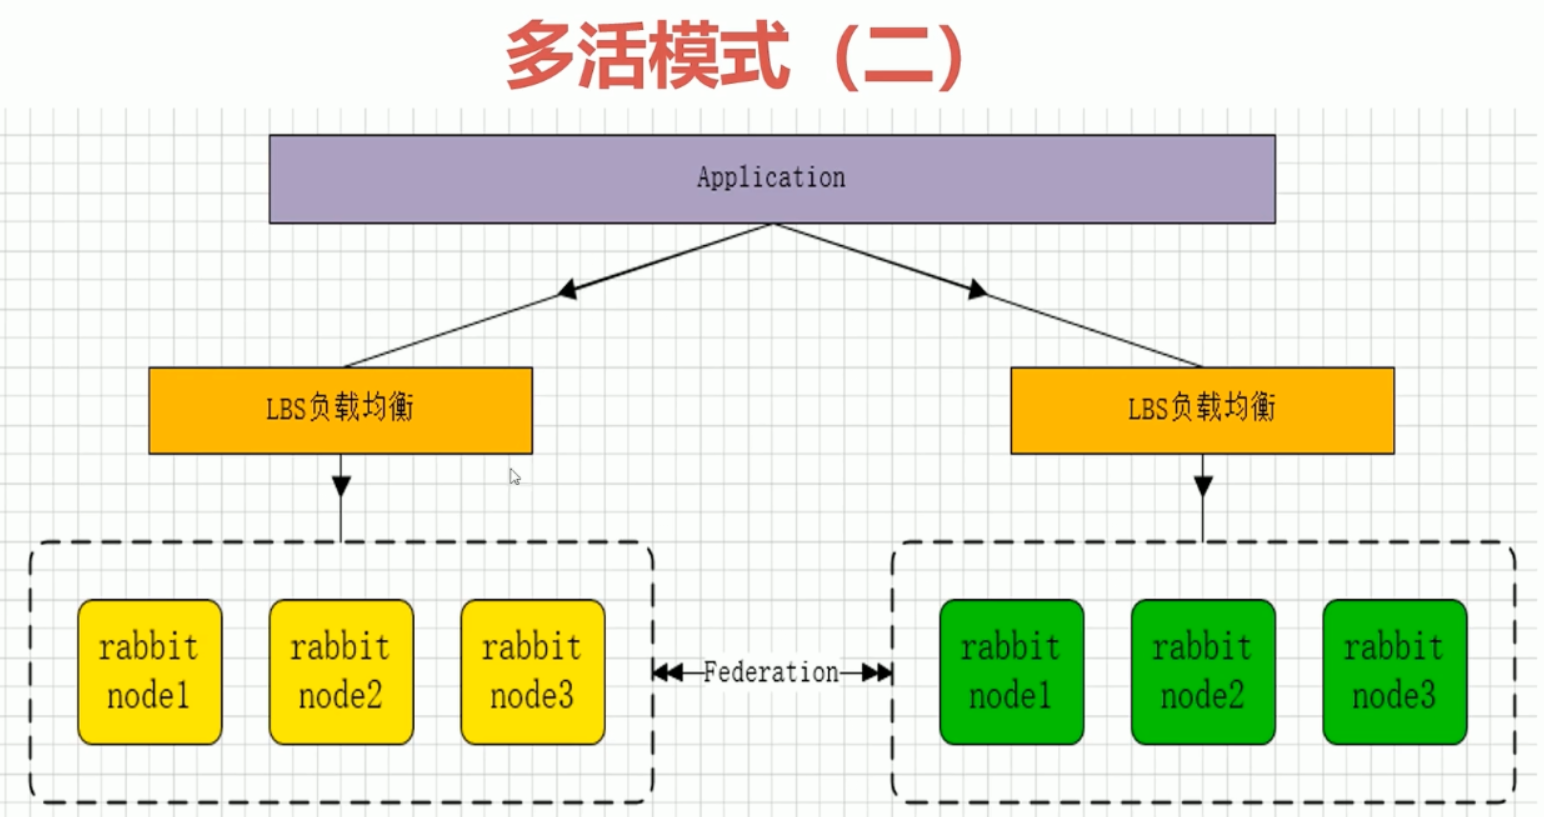 多活模式（二）
Application
LBS负载均衡
LBS负载均衡
rabbit
node1
rabbit
node2
rabbit
node3
Federation
rabbit
node1
rabbit
node2
rabbit
node3